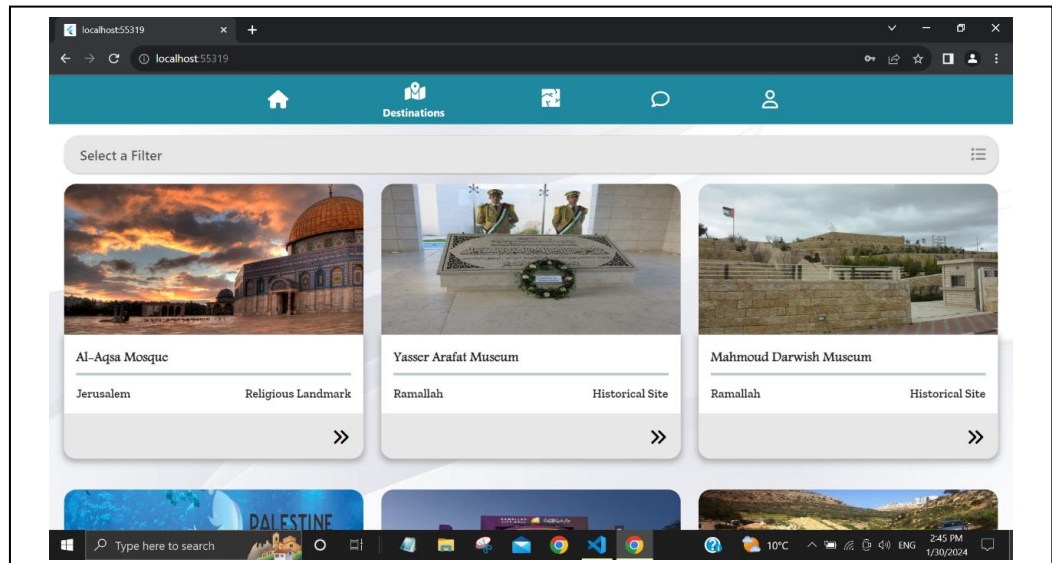 localhost:55319
localhost:55319
Destinations
Select a Filter
Al-Aqsa Mosque
Jerusalem Religious Landmark
Yasser Arafat Museum
Ramallah Historical Site
Mahmoud Darwish Museum
Ramallah Historical Site
PALESTINE
Type here to search
10°C
ENG
2:45 PM
1/30/2024